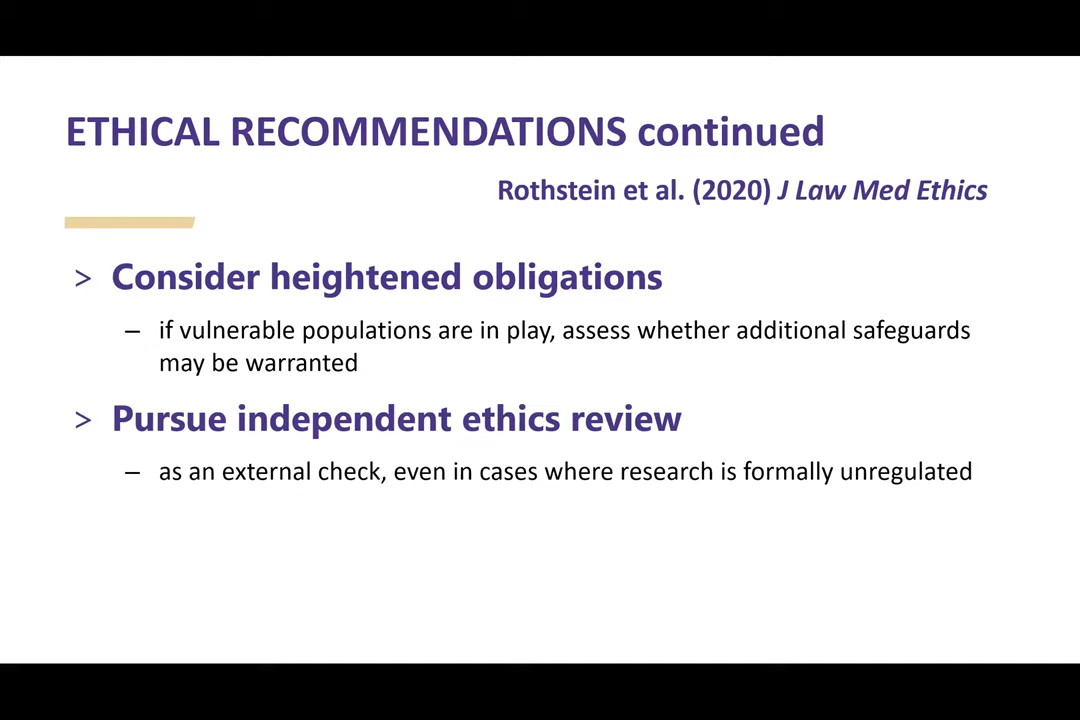 ETHICAL RECOMMENDATIONS continued
Rothstein et al. (2020) J Law Med Ethics
> Consider heightened obligations
– if vulnerable populations are in play, assess whether additional safeguards
may be warranted
> Pursue independent ethics review
– as an external check, even in cases where research is formally unregulated